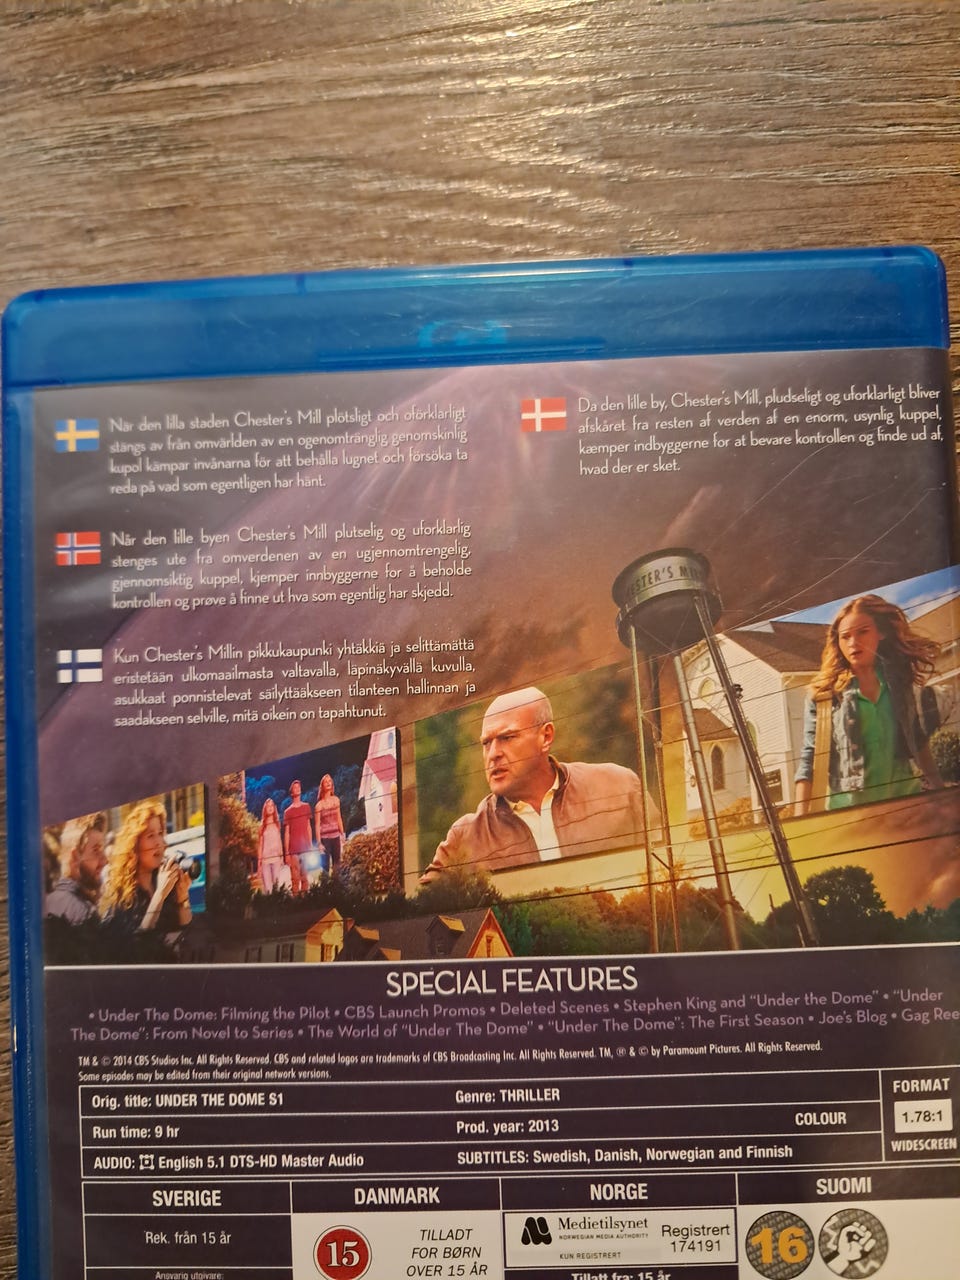 När den lilla staden Chester's Mill plötsligt och oförklarligt
stängs av från omvärlden av en ogenomtränglig genomskinlig
kupol kämpar invånarna för att behålla lugnet och försöka ta
reda på vad som egentligen har hänt.
Da den lille by, Chester's Mill, pludseligt og uforklarligt bliver
afskåret fra resten af verden af en enorm, usynlig kuppel,
kæmper indbyggerne for at bevare kontrollen og finde ud af,
hvad der er sket.
Når den lille byen Chester's Mill plutselig og uforklarlig
stenges ute fra omverdenen av en ugjennomtrengelig,
gjennomsiktig kuppel, kjemper innbyggerne for å beholde
kontrollen og prøve å finne ut hva som egentlig har skjedd.
Kun Chester's Millin pikkukaupunki yhtäkkiä ja selittämättä
eristetään ulkomaailmasta valtavalla, läpinäkyvällä kuvulla,
asukkaat ponnistelevat säilyttääkseen tilanteen hallinnan ja
saadakseen selville, mitä oikein on tapahtunut.
SPECIAL FEATURES
• Under The Dome: Filming the Pilot • CBS Launch Promos • Deleted Scenes • Stephen King and "Under the Dome" • "Under
The Dome": From Novel to Series • The World of "Under The Dome" • "Under The Dome": The First Season • Joe's Blog • Gag Ree
TM & © 2014 CBS Studios Inc. All Rights Reserved. CBS and related logos are trademarks of CBS Broadcasting Inc. All Rights Reserved. TM, ® & © by Paramount Pictures. All Rights Reserved.
Some episodes may be edited from their original network versions.
Orig. title: UNDER THE DOME S1
Genre: THRILLER
FORMAT
Run time: 9 hr
Prod. year: 2013
COLOUR
1.78:1
AUDIO: English 5.1 DTS-HD Master Audio
SUBTITLES: Swedish, Danish, Norwegian and Finnish
WIDESCREEN
SVERIGE
DANMARK
NORGE
SUOMI
Rek. från 15 år
Ansvarig utgivare:
15
TILLADT
FOR BØRN
OVER 15 ÅR
Medietilsynet
NORWEGIAN MEDIA AUTHORITY
KUN REGISTRERT
Registrert
174191
Tillatt fra: 15 år
16